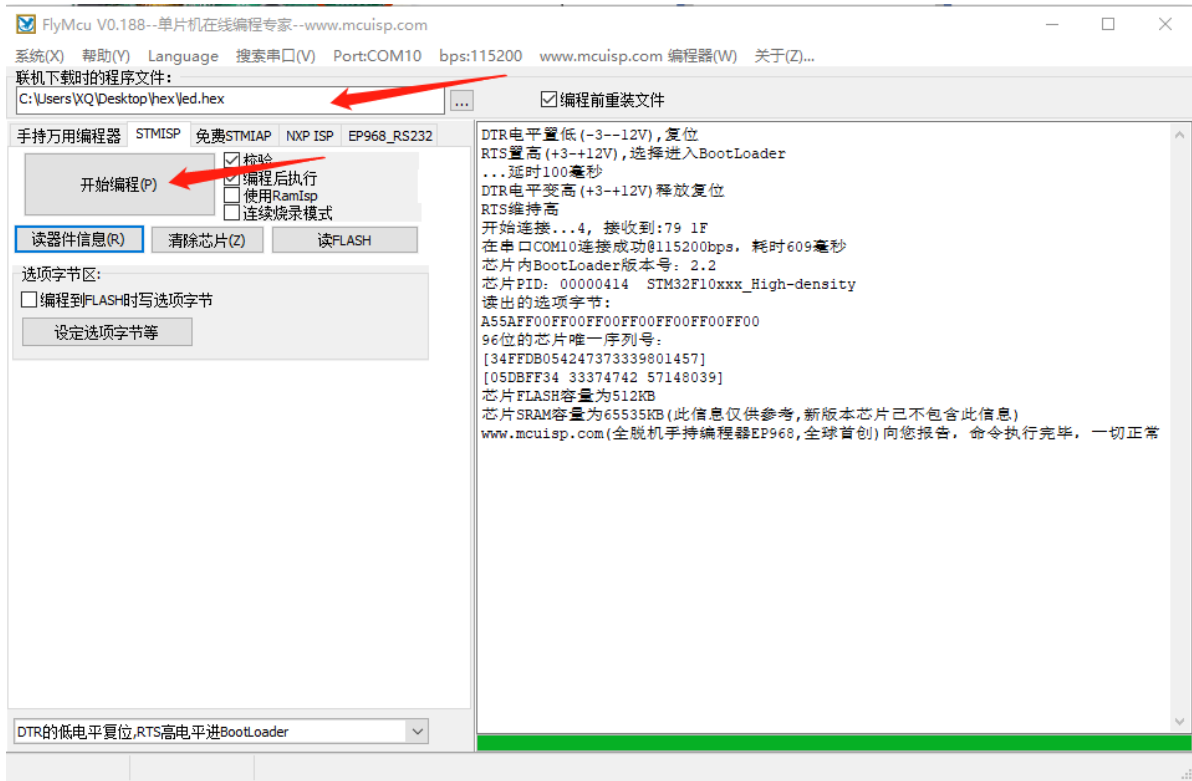 FlyMcu V0.188--单片机在线编程专家--www.mcuisp.com
系统(X) 帮助(Y) Language 搜索串口(V) Port:COM10 bps:115200 www.mcuisp.com 编程器(W) 关于(Z)...
联机下载时的程序文件:
C:\Users\XQ\Desktop\hex\led.hex
...
编程前重装文件
手持万用编程器 STMISP 免费STMIAP NXP ISP EP968_RS232
开始编程(P)
校验
编程后执行
使用RamIsp
连续烧录模式
读器件信息(R) 清除芯片(Z) 读FLASH
选项字节区:
编程到FLASH时写选项字节
设定选项字节等
DTR的低电平复位,RTS高电平进BootLoader
DTR电平置低(-3--12V),复位
RTS置高(+3-+12V),选择进入BootLoader
...延时100毫秒
DTR电平变高(+3-+12V)释放复位
RTS维持高
开始连接...4, 接收到:79 1F
在串口COM10连接成功@115200bps, 耗时609毫秒
芯片内BootLoader版本号: 2.2
芯片PID: 00000414 STM32F10xxx_High-density
读出的选项字节:
A55AFF00FF00FF00FF00FF00FF00FF00
96位的芯片唯一序列号:
[34FFDB054247373339801457]
[05DBFF34 33374742 57148039]
芯片FLASH容量为512KB
芯片SRAM容量为65535KB(此信息仅供参考,新版本芯片已不包含此信息)
www.mcuisp.com(全脱机手持编程器EP968,全球首创)向您报告, 命令执行完毕, 一切正常